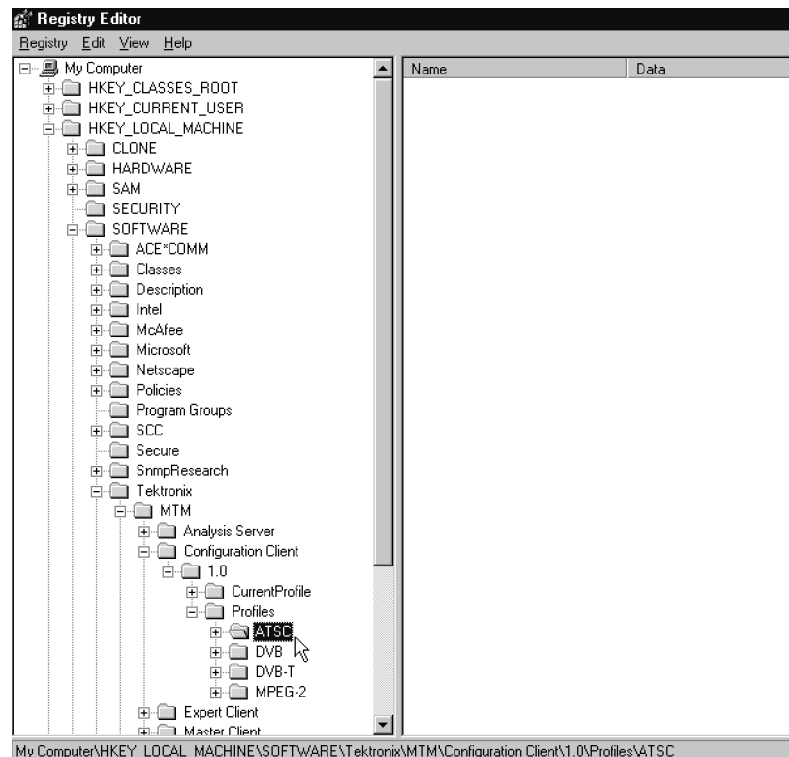 Registry Editor
Registry Edit View Help
My Computer
Name Data
HKEY_CLASSES_ROOT
HKEY_CURRENT_USER
HKEY_LOCAL_MACHINE
CLONE
HARDWARE
SAM
SECURITY
SOFTWARE
ACE*COMM
Classes
Description
Intel
McAfee
Microsoft
Netscape
Policies
Program Groups
SCC
Secure
SnmpResearch
Tektronix
MTM
Analysis Server
Configuration Client
1.0
CurrentProfile
Profiles
ATSC
DVB
DVB-T
MPEG-2
Expert Client
Master Client
My Computer\HKEY_LOCAL_MACHINE\SOFTWARE\Tektronix\MTM\Configuration Client\1.0\Profiles\ATSC